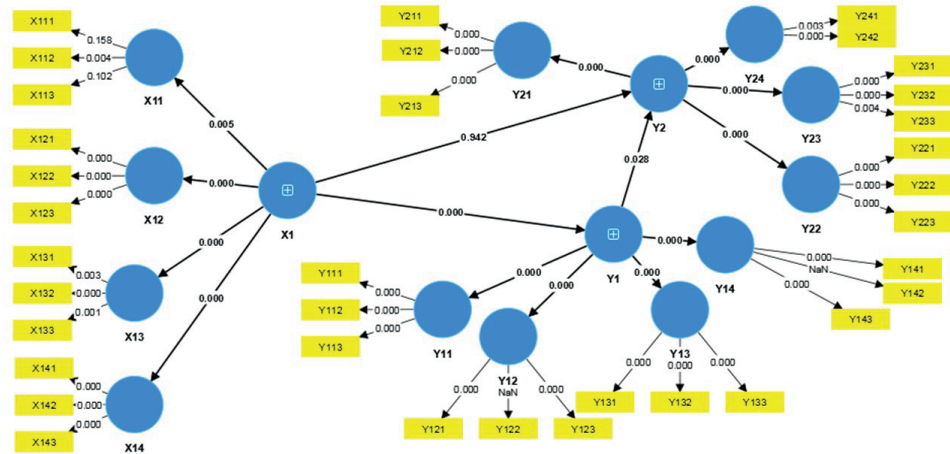 X111
X112
X113
0.158
0.004
0.102
X11
0.005
X121
X122
X123
0.000
0.000
0.000
X12
0.000
X131
X132
X133
0.003
0.000
0.001
X13
0.000
X141
X142
X143
0.000
0.000
0.000
X14
0.000
X1
0.942
0.000
Y211
Y212
Y213
0.000
0.000
0.000
Y21
0.000
Y2
0.028
0.000
Y24
0.003
0.000
Y241
Y242
0.000
Y23
0.000
0.000
0.004
Y231
Y232
Y233
0.000
Y22
0.000
0.000
0.000
Y221
Y222
Y223
Y1
0.000
Y14
0.000
NaN
0.000
Y141
Y142
Y143
0.000
Y111
Y112
Y113
0.000
0.000
0.000
Y11
0.000
Y12
0.000
NaN
0.000
Y121
Y122
Y123
0.000
Y13
0.000
0.000
0.000
Y131
Y132
Y133